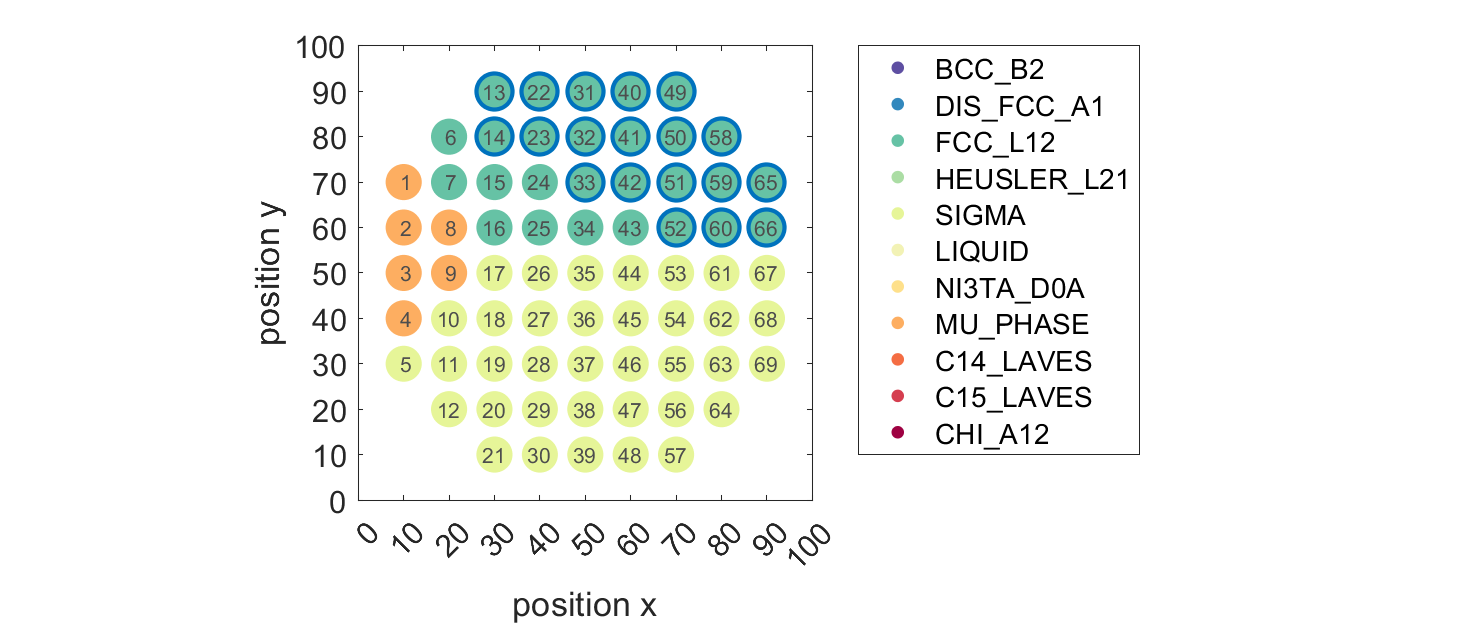 100
90
80
70
60
50
40
30
20
10
0
position y
13 22 31 40 49
6 14 23 32 41 50 58
1 7 15 24 33 42 51 59 65
2 8 16 25 34 43 52 60 66
3 9 17 26 35 44 53 61 67
4 10 18 27 36 45 54 62 68
5 11 19 28 37 46 55 63 69
12 20 29 38 47 56 64
21 30 39 48 57
0 10 20 30 40 50 60 70 80 90 100
position x
BCC_B2
DIS_FCC_A1
FCC_L12
HEUSLER_L21
SIGMA
LIQUID
NI3TA_D0A
MU_PHASE
C14_LAVES
C15_LAVES
CHI_A12